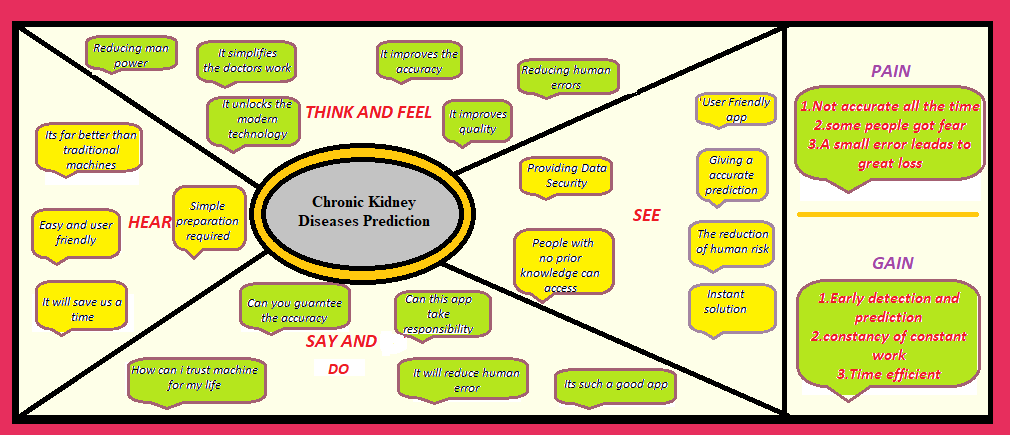 Reducing man
power
It simplifies
the doctors work
It improves the
accuracy
Reducing human
errors
It unlocks the
modern
technology
THINK AND FEEL
It improves
quality
Its far better than
traditional
machines
Easy and user
friendly
HEAR
Simple
preparation
required
It will save us a
time
Chronic Kidney
Diseases Prediction
'User Friendly
app
Providing Data
Security
Giving a
accurate
prediction
SEE
People with
no prior
knowledge can
access
The reduction
of human risk
Instant
solution
Can you guarntee
the accuracy
Can this app
take
responsibility
SAY AND
DO
How can i trust machine
for my life
It will reduce human
error
Its such a good app
PAIN
1.Not accurate all the time
2.some people got fear
3.A small error leadas to
great loss
GAIN
1.Early detection and
prediction
2.constancy of constant
work
3.Time efficient